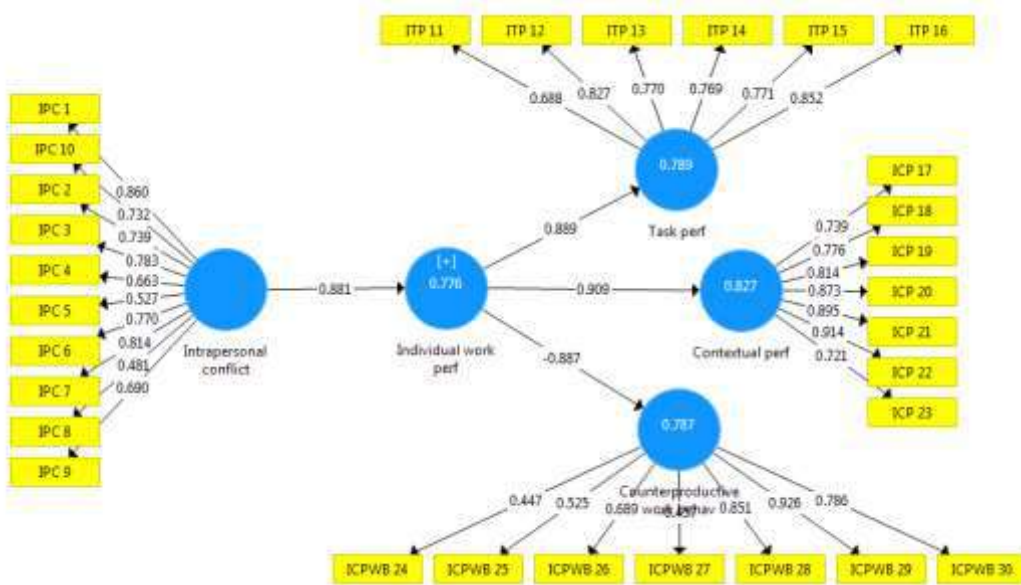 ITP 11
ITP 12
ITP 13
ITP 14
ITP 15
ITP 16
0.688
0.827
0.770
0.769
0.771
0.852
IPC 1
IPC 10
IPC 2
IPC 3
IPC 4
IPC 5
IPC 6
IPC 7
IPC 8
IPC 9
0.860
0.732
0.739
0.783
0.663
0.527
0.770
0.814
0.481
0.690
Intrapersonal
conflict
0.881
[+]
0.776
Individual work
perf
0.889
0.909
-0.887
0.789
Task perf
0.827
Contextual perf
0.739
0.776
0.814
0.873
0.895
0.914
0.721
ICP 17
ICP 18
ICP 19
ICP 20
ICP 21
ICP 22
ICP 23
0.787
Counterproductive
work behav
0.447
0.525
0.689
0.851
0.926
0.786
ICPWB 24
ICPWB 25
ICPWB 26
ICPWB 27
ICPWB 28
ICPWB 29
ICPWB 30